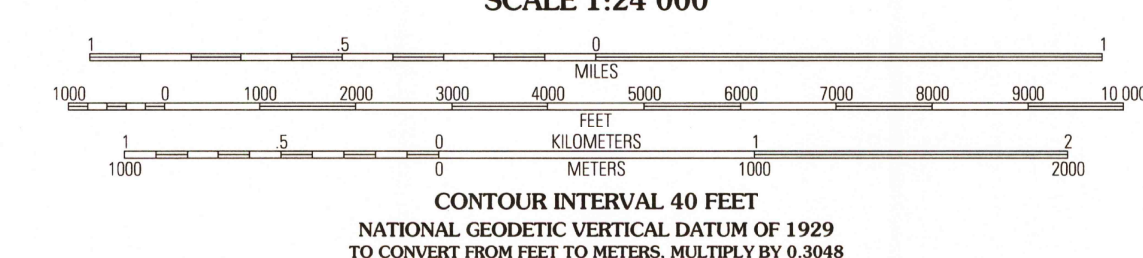 SCALE 1:24 000
1 .5 0 1
MILES
1000 0 1000 2000 3000 4000 5000 6000 7000 8000 9000 10 000
FEET
1 .5 0 KILOMETERS 1 2
1000 0 METERS 1000 2000
CONTOUR INTERVAL 40 FEET
NATIONAL GEODETIC VERTICAL DATUM OF 1929
TO CONVERT FROM FEET TO METERS, MULTIPLY BY 0.3048